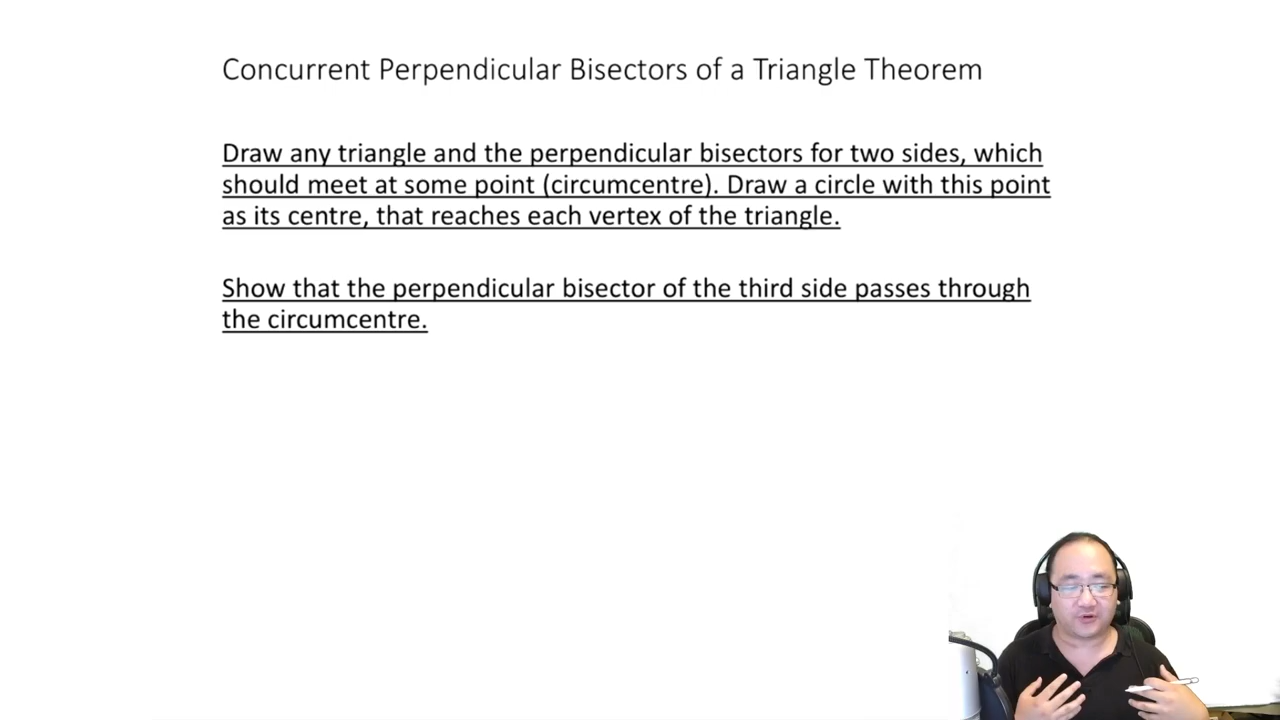 Concurrent Perpendicular Bisectors of a Triangle Theorem
Draw any triangle and the perpendicular bisectors for two sides, which
should meet at some point (circumcentre). Draw a circle with this point
as its centre, that reaches each vertex of the triangle.
Show that the perpendicular bisector of the third side passes through
the circumcentre.